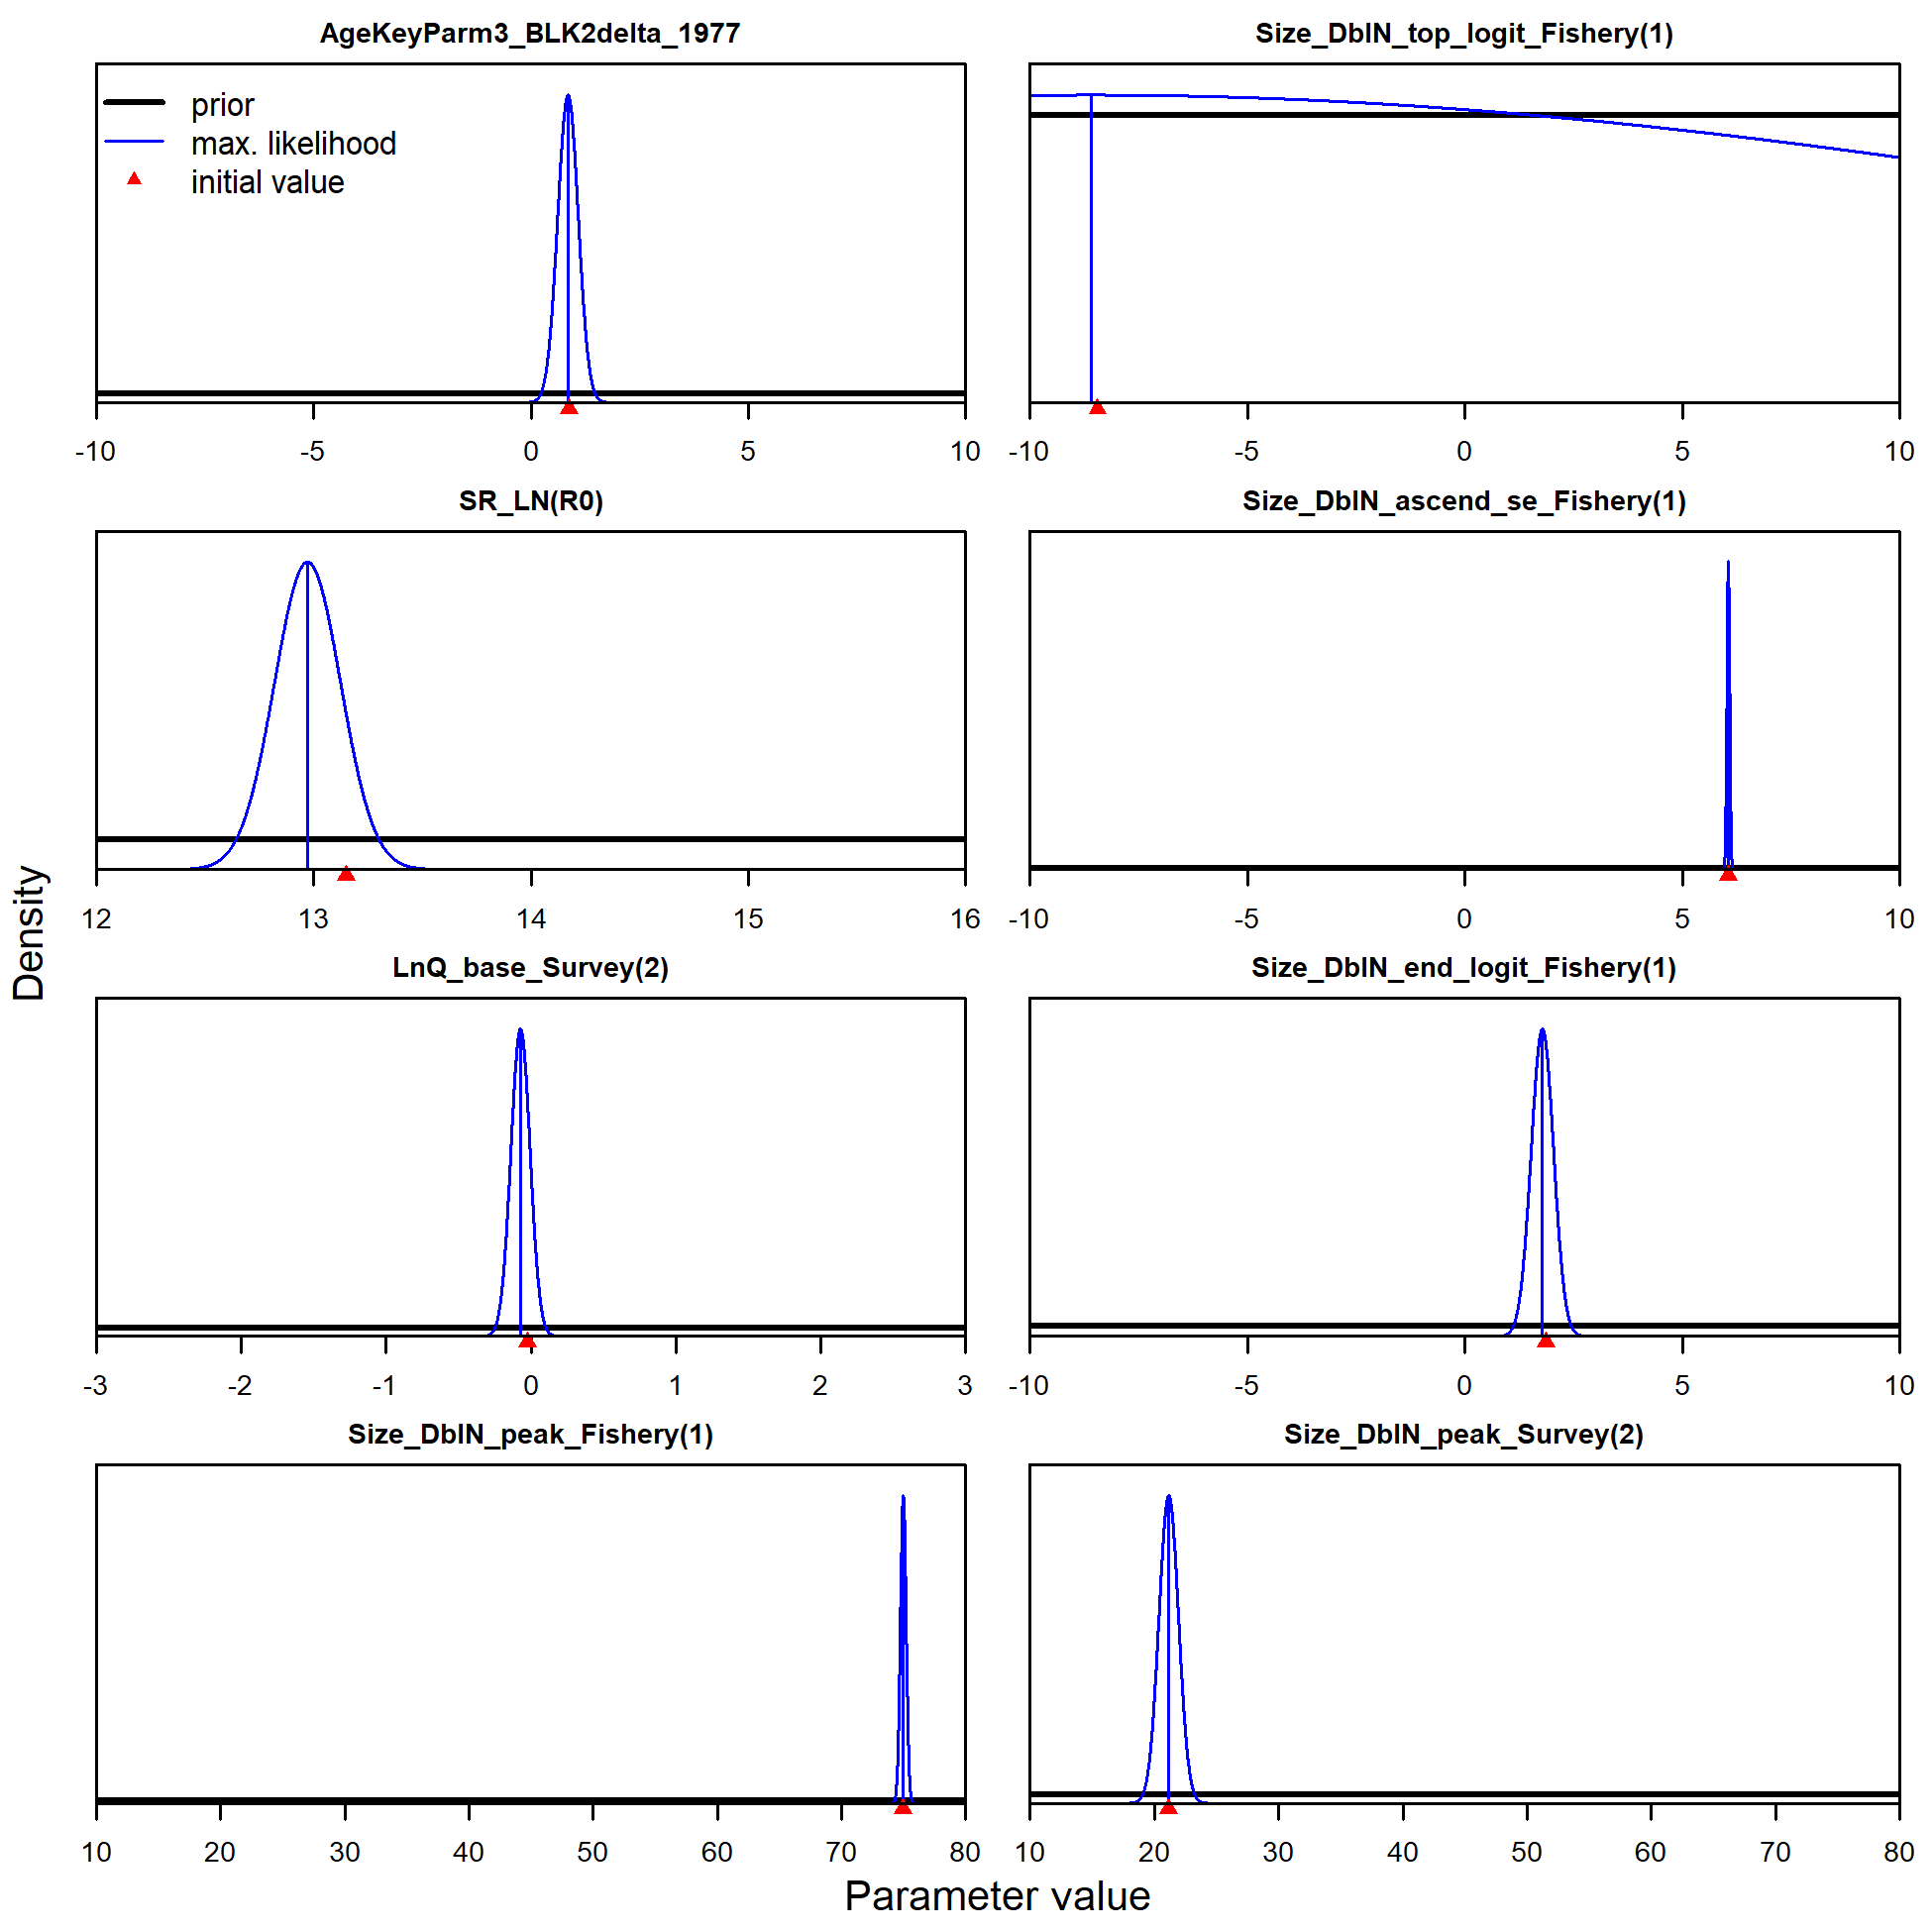 AgeKeyParm3_BLK2delta_1977
prior
max. likelihood
initial value
-10 -5 0 5 10
Size_DblN_top_logit_Fishery(1)
-10 -5 0 5 10
SR_LN(R0)
12 13 14 15 16
Size_DblN_ascend_se_Fishery(1)
-10 -5 0 5 10
Density
LnQ_base_Survey(2)
-3 -2 -1 0 1 2 3
Size_DblN_end_logit_Fishery(1)
-10 -5 0 5 10
Size_DblN_peak_Fishery(1)
10 20 30 40 50 60 70 80
Size_DblN_peak_Survey(2)
10 20 30 40 50 60 70 80
Parameter value